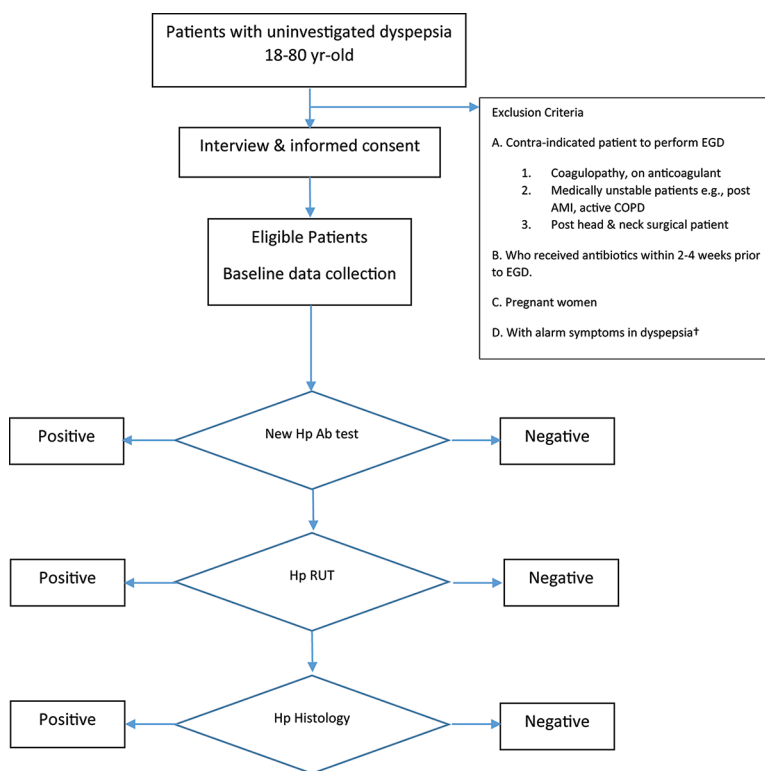 Patients with uninvestigated dyspepsia
18-80 yr-old
Exclusion Criteria
A. Contra-indicated patient to perform EGD
1. Coagulopathy, on anticoagulant
2. Medically unstable patients e.g., post
AMI, active COPD
3. Post head & neck surgical patient
B. Who received antibiotics within 2-4 weeks prior
to EGD.
C. Pregnant women
D. With alarm symptoms in dyspepsia†
Interview & informed consent
Eligible Patients
Baseline data collection
Positive
New Hp Ab test
Negative
Positive
Hp RUT
Negative
Positive
Hp Histology
Negative